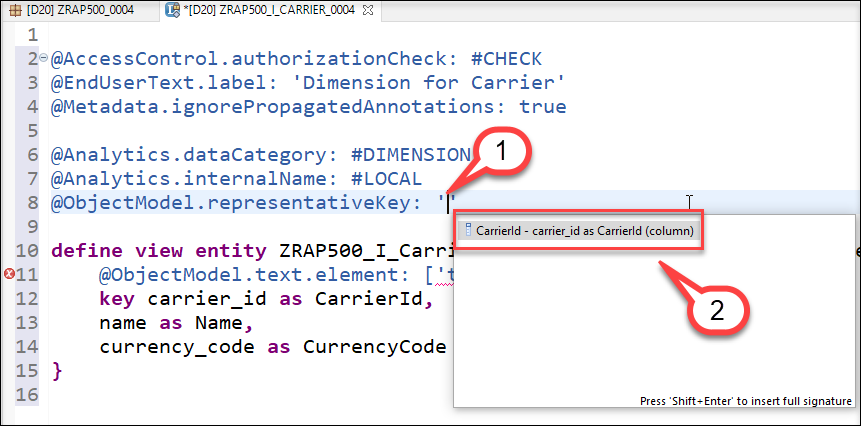 [D20] ZRAP500_0004
*[D20] ZRAP500_I_CARRIER_0004
1
2 @AccessControl.authorizationCheck: #CHECK
3 @EndUserText.label: 'Dimension for Carrier'
4 @Metadata.ignorePropagatedAnnotations: true
5
6 @Analytics.dataCategory: #DIMENSION
7 @Analytics.internalName: #LOCAL
8 @ObjectModel.representativeKey: ''
9
10 define view entity ZRAP500_I_Carri
11 @ObjectModel.text.element: ['t
12 key carrier_id as CarrierId,
13 name as Name,
14 currency_code as CurrencyCode
15 }
16
1
CarrierId - carrier_id as CarrierId (column)
2
Press 'Shift+Enter' to insert full signature